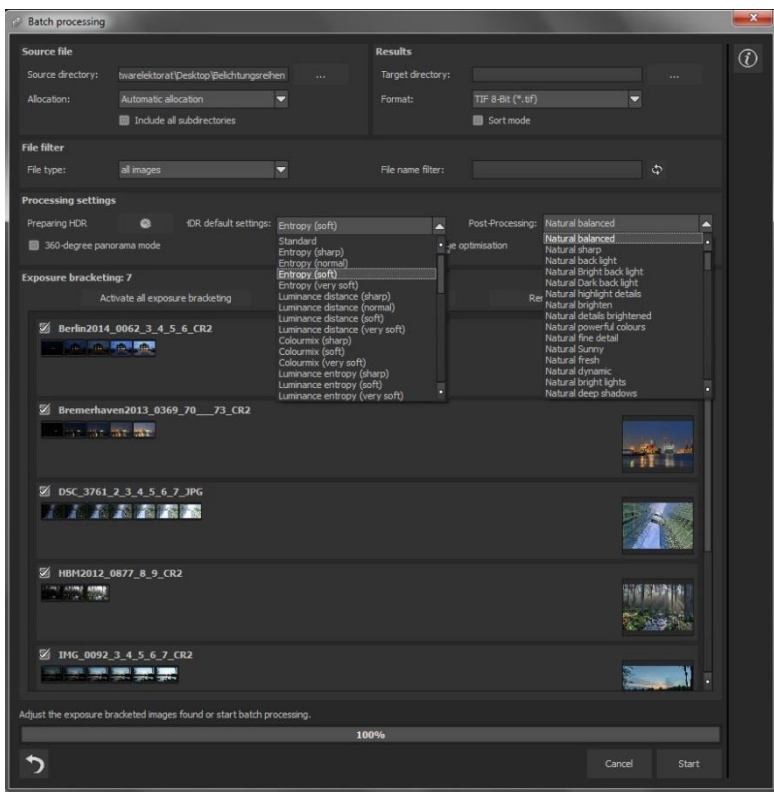 Batch processing
Source file
Results
Source directory: twarelektorat\Desktop\Belichtungsreihen ...
Target directory: ...
Allocation: Automatic allocation
Format: TIF 8-Bit (*.tif)
Include all subdirectories
Sort mode
File filter
File type: all images
File name filter:
Processing settings
Preparing HDR
HDR default settings: Entropy (soft)
Post-Processing: Natural balanced
360-degree panorama mode
optimisation
Standard
Entropy (sharp)
Entropy (normal)
Entropy (soft)
Entropy (very soft)
Luminance distance (sharp)
Luminance distance (normal)
Luminance distance (soft)
Luminance distance (very soft)
Colourmix (sharp)
Colourmix (soft)
Colourmix (very soft)
Luminance entropy (sharp)
Luminance entropy (soft)
Luminance entropy (very soft)
Natural balanced
Natural sharp
Natural back light
Natural Bright back light
Natural Dark back light
Natural highlight details
Natural brighten
Natural details brightened
Natural powerful colours
Natural fine detail
Natural Sunny
Natural fresh
Natural dynamic
Natural bright lights
Natural deep shadows
Exposure bracketing: 7
Activate all exposure bracketing
Berlin2014_0062_3_4_5_6_CR2
Bremerhaven2013_0369_70___73_CR2
DSC_3761_2_3_4_5_6_7_JPG
HBM2012_0877_8_9_CR2
IMG_0092_3_4_5_6_7_CR2
Adjust the exposure bracketed images found or start batch processing.
100%
Cancel
Start